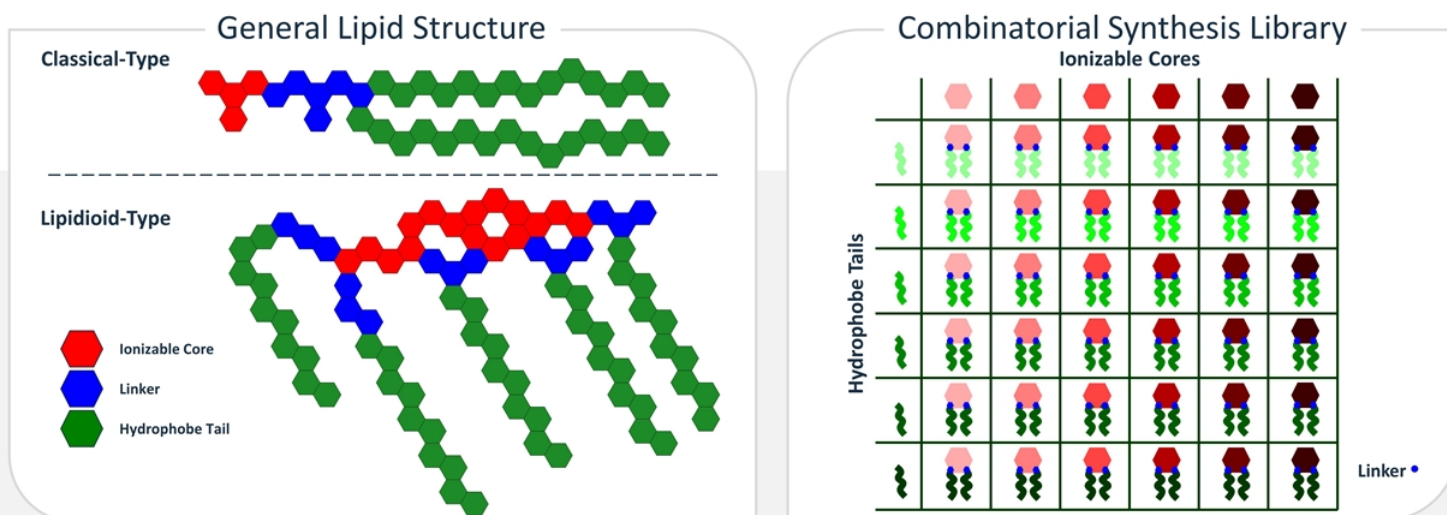 General Lipid Structure
Classical-Type
Lipidioid-Type
Ionizable Core
Linker
Hydrophobe Tail
Combinatorial Synthesis Library
Ionizable Cores
Hydrophobe Tails
Linker